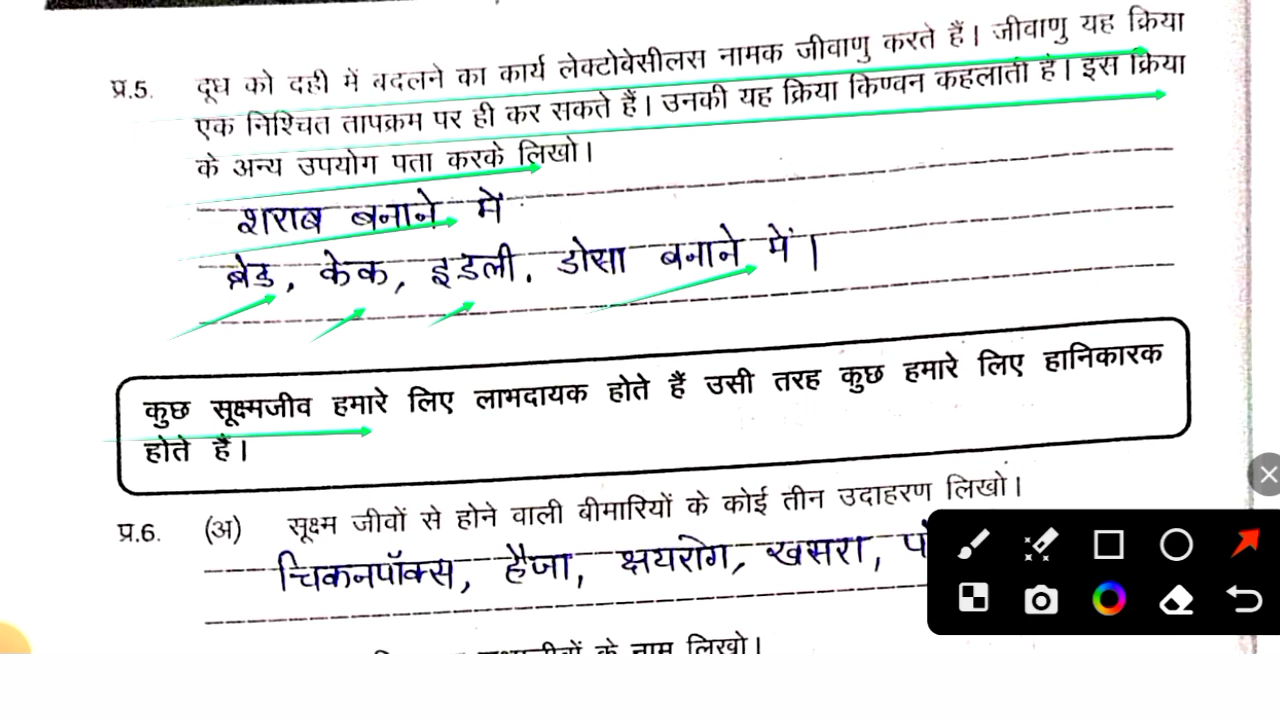 प्र.5. दूध को दही में बदलने का कार्य लेक्टोबेसीलस नामक जीवाणु करते हैं। जीवाणु यह क्रिया
एक निश्चित तापक्रम पर ही कर सकते हैं। उनकी यह क्रिया किण्वन कहलाती है। इस क्रिया
के अन्य उपयोग पता करके लिखो।
शराब बनाने में
ब्रेड, केक, इडली. डोसा बनाने में।
कुछ सूक्ष्मजीव हमारे लिए लाभदायक होते हैं उसी तरह कुछ हमारे लिए हानिकारक
होते हैं।
प्र.6. (अ) सूक्ष्म जीवों से होने वाली बीमारियों के कोई तीन उदाहरण लिखो।
चिकनपॉक्स, हैजा, क्षयरोग, खसरा,
के नाम लिखो।